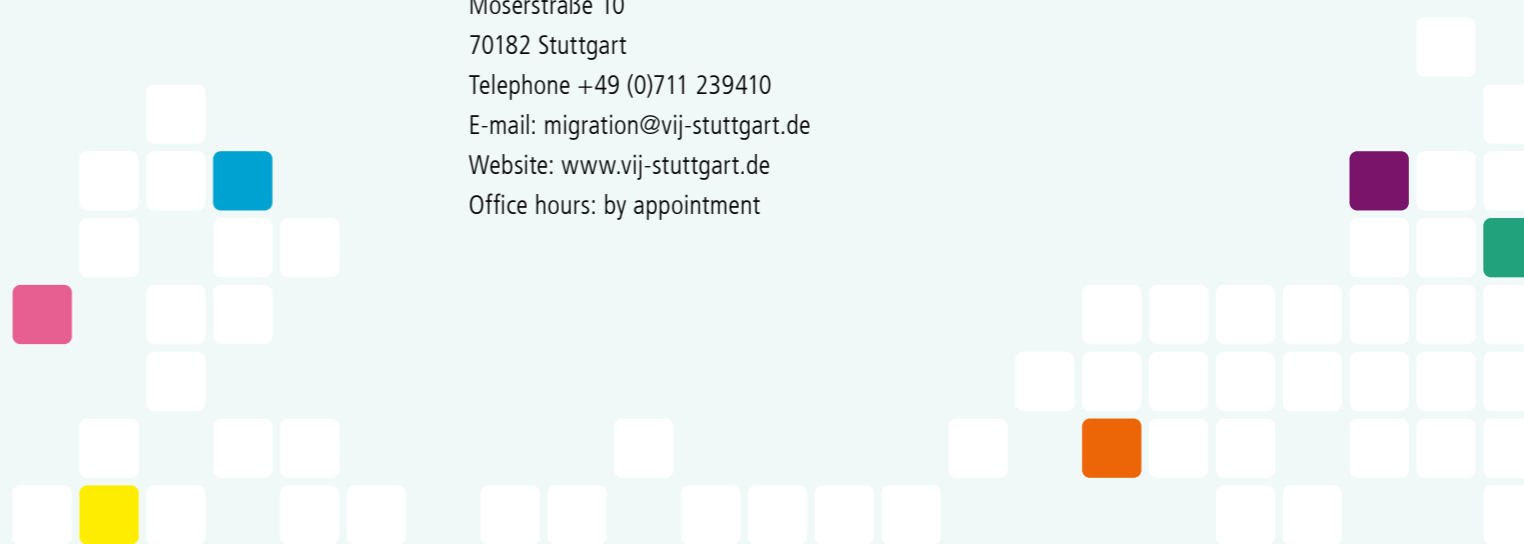 Moserstraße 10
70182 Stuttgart
Telephone +49 (0)711 239410
E-mail: migration@vij-stuttgart.de
Website: www.vij-stuttgart.de
Office hours: by appointment